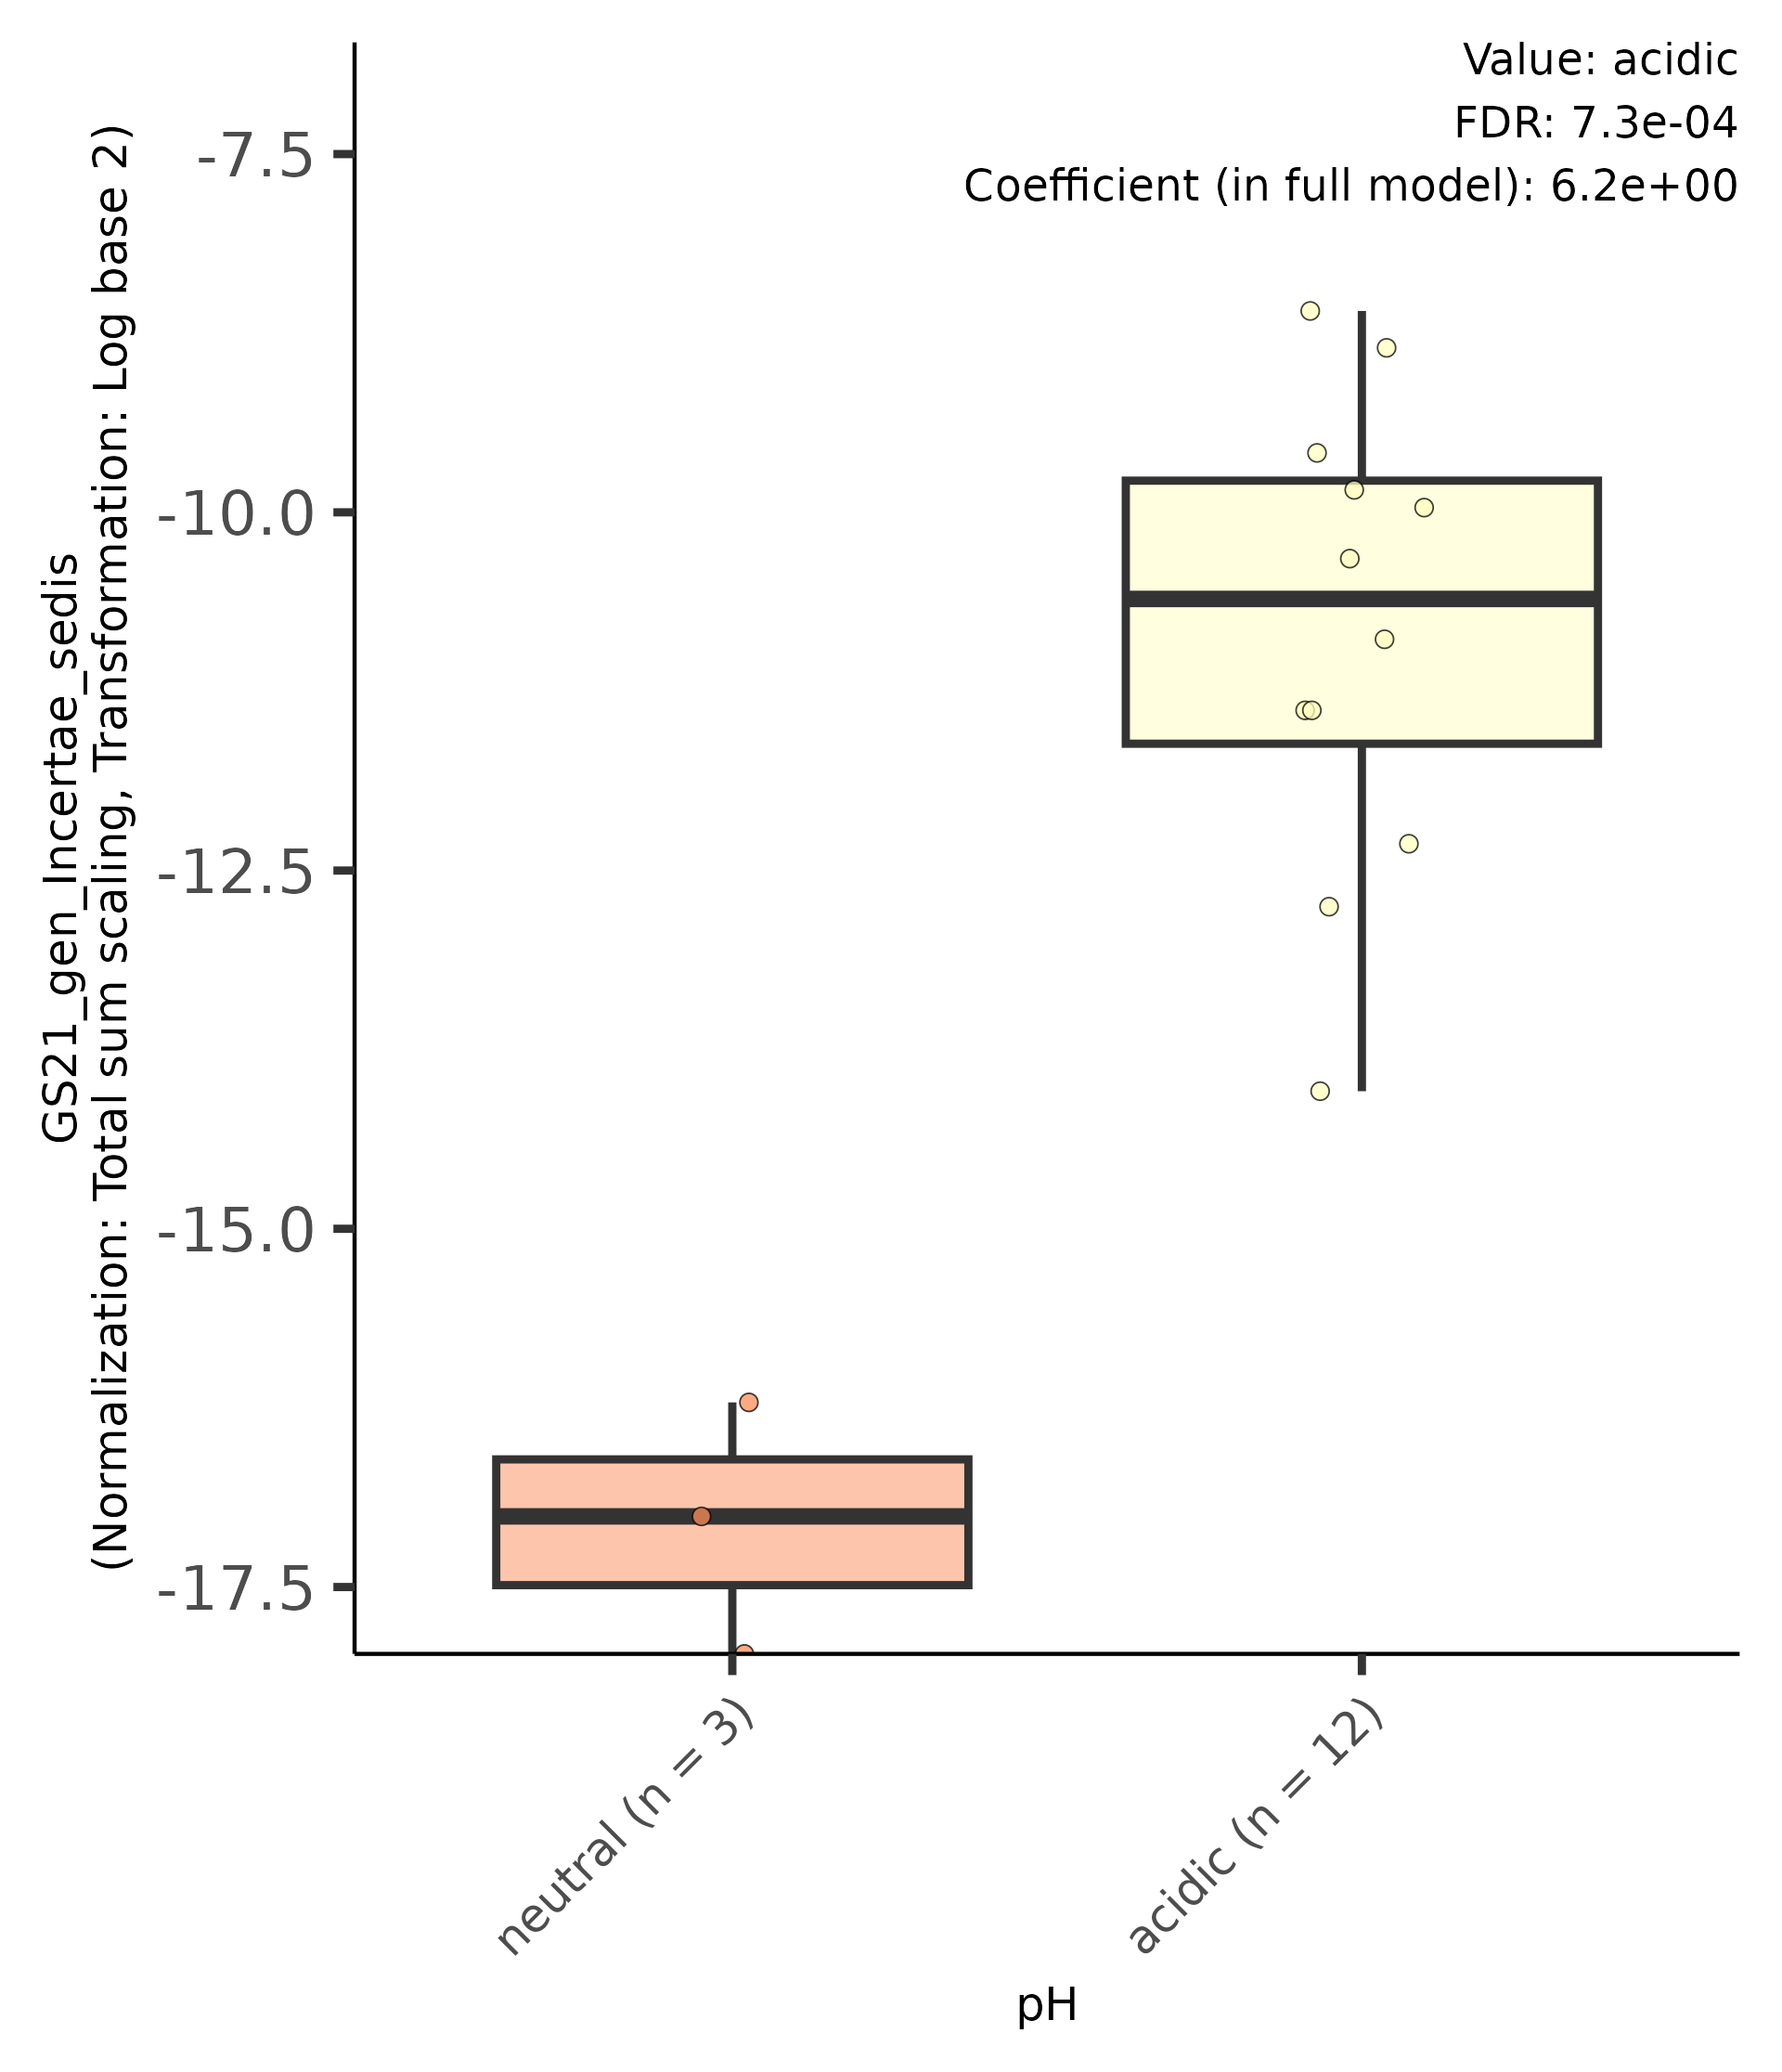 Value: acidic
FDR: 7.3e-04
Coefficient (in full model): 6.2e+00
GS21_gen_Incertae_sedis
(Normalization: Total sum scaling, Transformation: Log base 2)
-7.5
-10.0
-12.5
-15.0
-17.5
neutral (n = 3)
acidic (n = 12)
pH